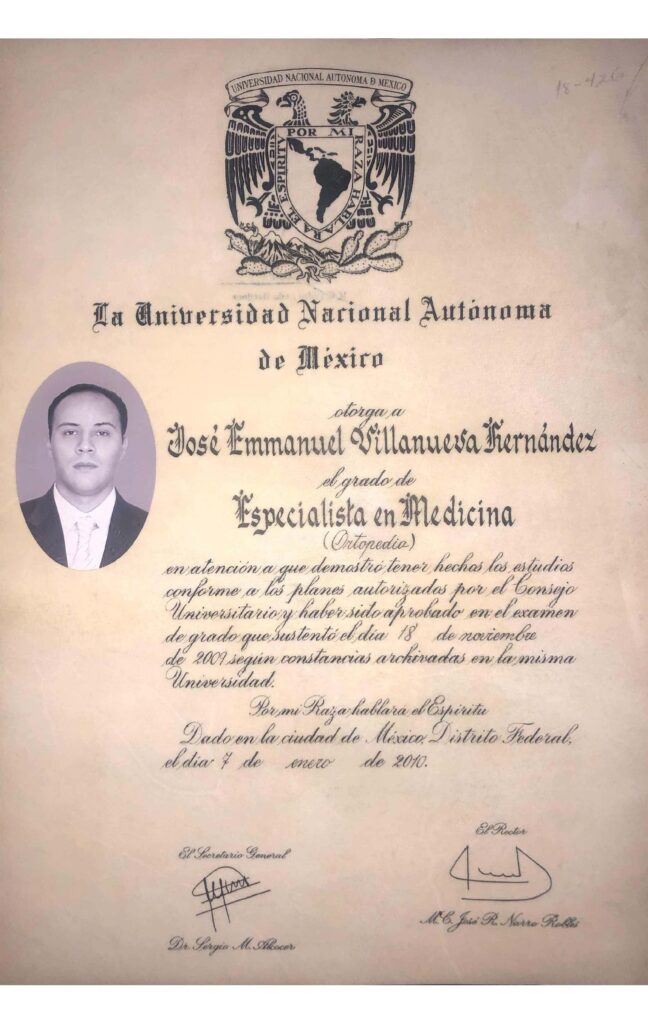 18-426
UNIVERSIDAD NACIONAL AUTONOMA D MEXICO
POR MI RAZA HABLARA EL ESPIRITU
La Universidad Nacional Autónoma
de México
otorga a
José Emmanuel Villanueva Hernández
el grado de
Especialista en Medicina
(Ortopedia)
en atención a que demostró tener hechos los estudios
conforme a los planes autorizados por el Consejo
Universitario y haber sido aprobado en el examen
de grado que sustentó el día 18 de noviembre
de 2009 según constancias archivadas en la misma
Universidad.
Por mi Raza hablará el Espíritu
Dado en la ciudad de México, Distrito Federal,
el día 7 de enero de 2010.
El Secretario General
Dr. Sergio M. Alcocer
El Rector
M.C. José R. Narro Robles